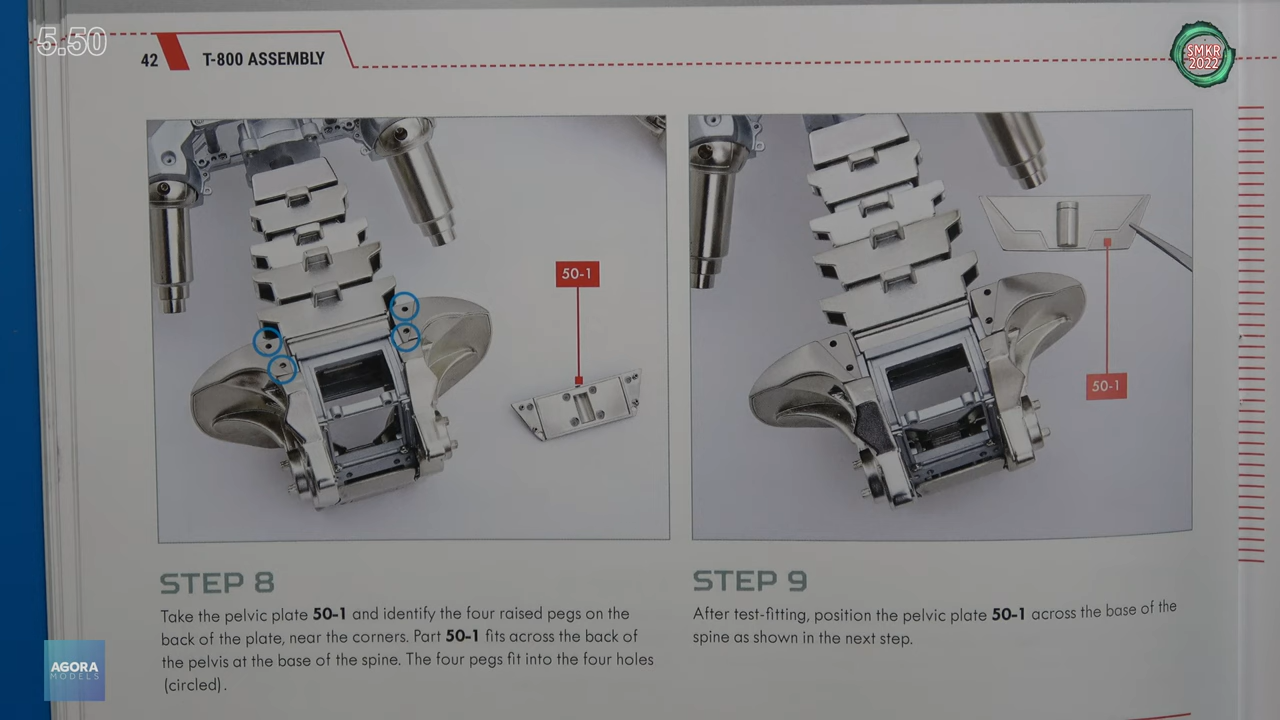 5.50
42
T-800 ASSEMBLY
SMKR
2022
50-1
50-1
STEP 8
Take the pelvic plate 50-1 and identify the four raised pegs on the
back of the plate, near the corners. Part 50-1 fits across the back of
the pelvis at the base of the spine. The four pegs fit into the four holes
(circled).
STEP 9
After test-fitting, position the pelvic plate 50-1 across the base of the
spine as shown in the next step.
AGORA
MODELS